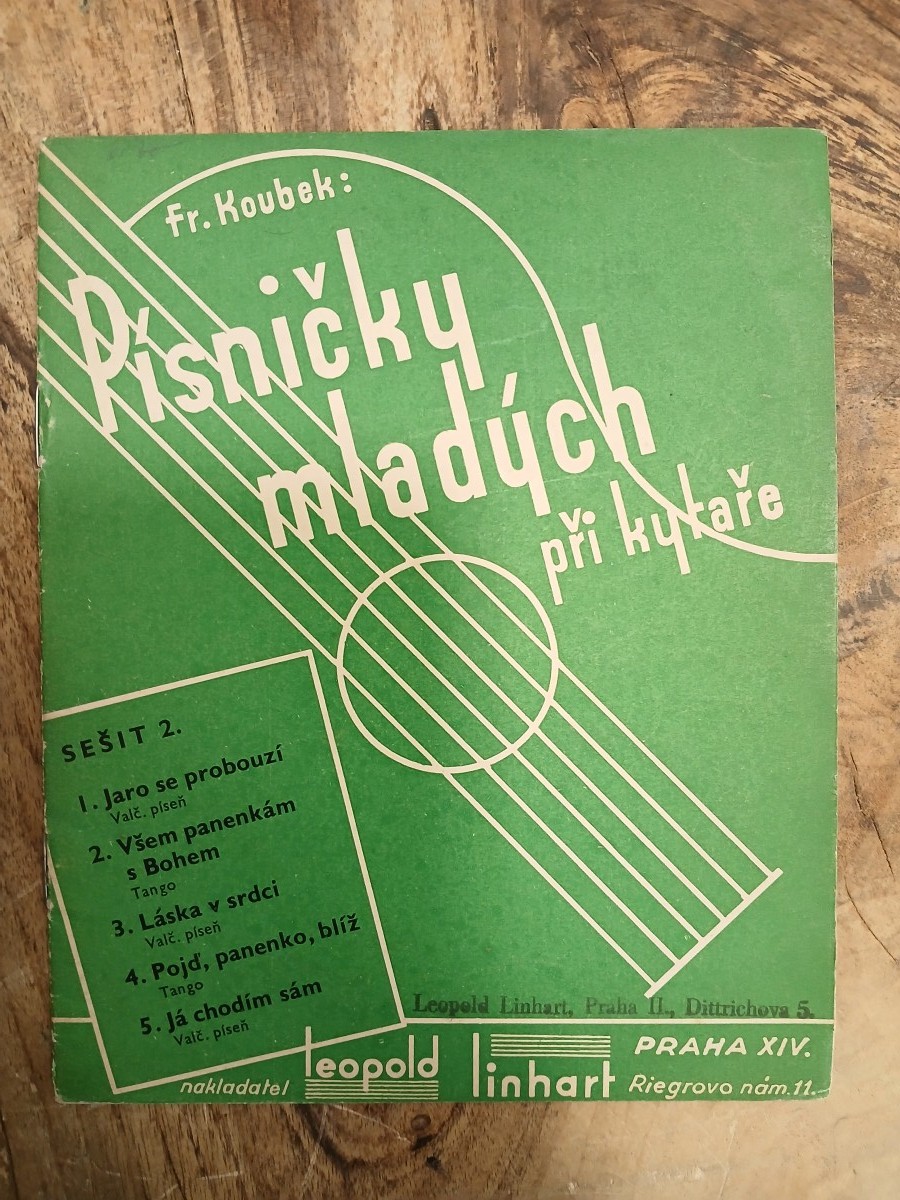 Fr. Koubek:
Písničky
mladých
při kytaře
SEŠIT 2.
1. Jaro se probouzí
Valč. píseň
2. Všem panenkám
s Bohem
Tango
3. Láska v srdci
Valč. píseň
4. Pojď, panenko, blíž
Tango
5. Já chodím sám
Valč. píseň
Leopold Linhart, Praha II., Dittrichova 5.
nakladatel leopold linhart PRAHA XIV.
Riegrovo nám. 11.